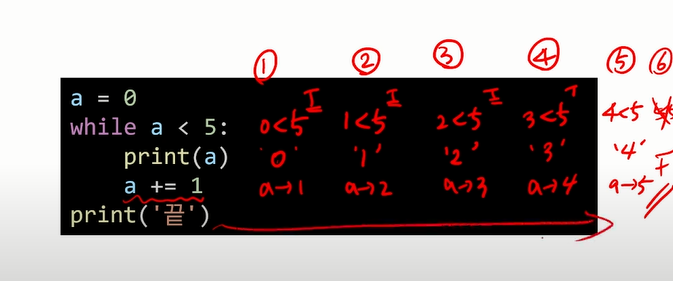 ① ② ③ ④ ⑤ ⑥
a = 0
while a < 5: 0<5 T 1<5 T 2<5 T 3<5 T 4<5
print(a) '0' '1' '2' '3' '4' F
a += 1 a→1 a→2 a→3 a→4 a→5
print('끝')